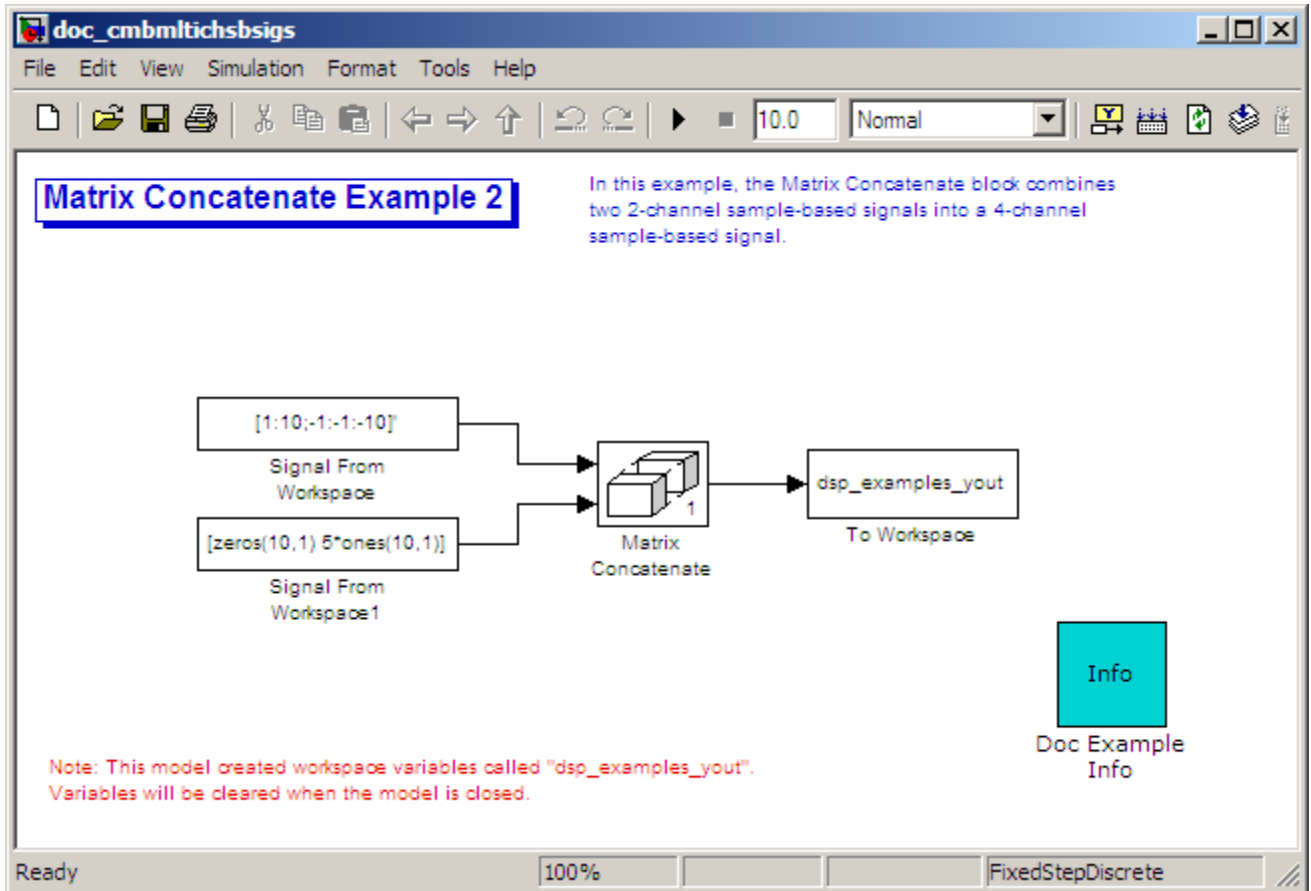 doc_cmbmltichsbsigs
File Edit View Simulation Format Tools Help
10.0 Normal
Matrix Concatenate Example 2
In this example, the Matrix Concatenate block combines
two 2-channel sample-based signals into a 4-channel
sample-based signal.
[1:10;-1:-1:-10]'
Signal From
Workspace
[zeros(10,1) 5*ones(10,1)]
Signal From
Workspace1
1
Matrix
Concatenate
dsp_examples_yout
To Workspace
Info
Doc Example
Info
Note: This model created workspace variables called "dsp_examples_yout".
Variables will be cleared when the model is closed.
Ready 100% FixedStepDiscrete